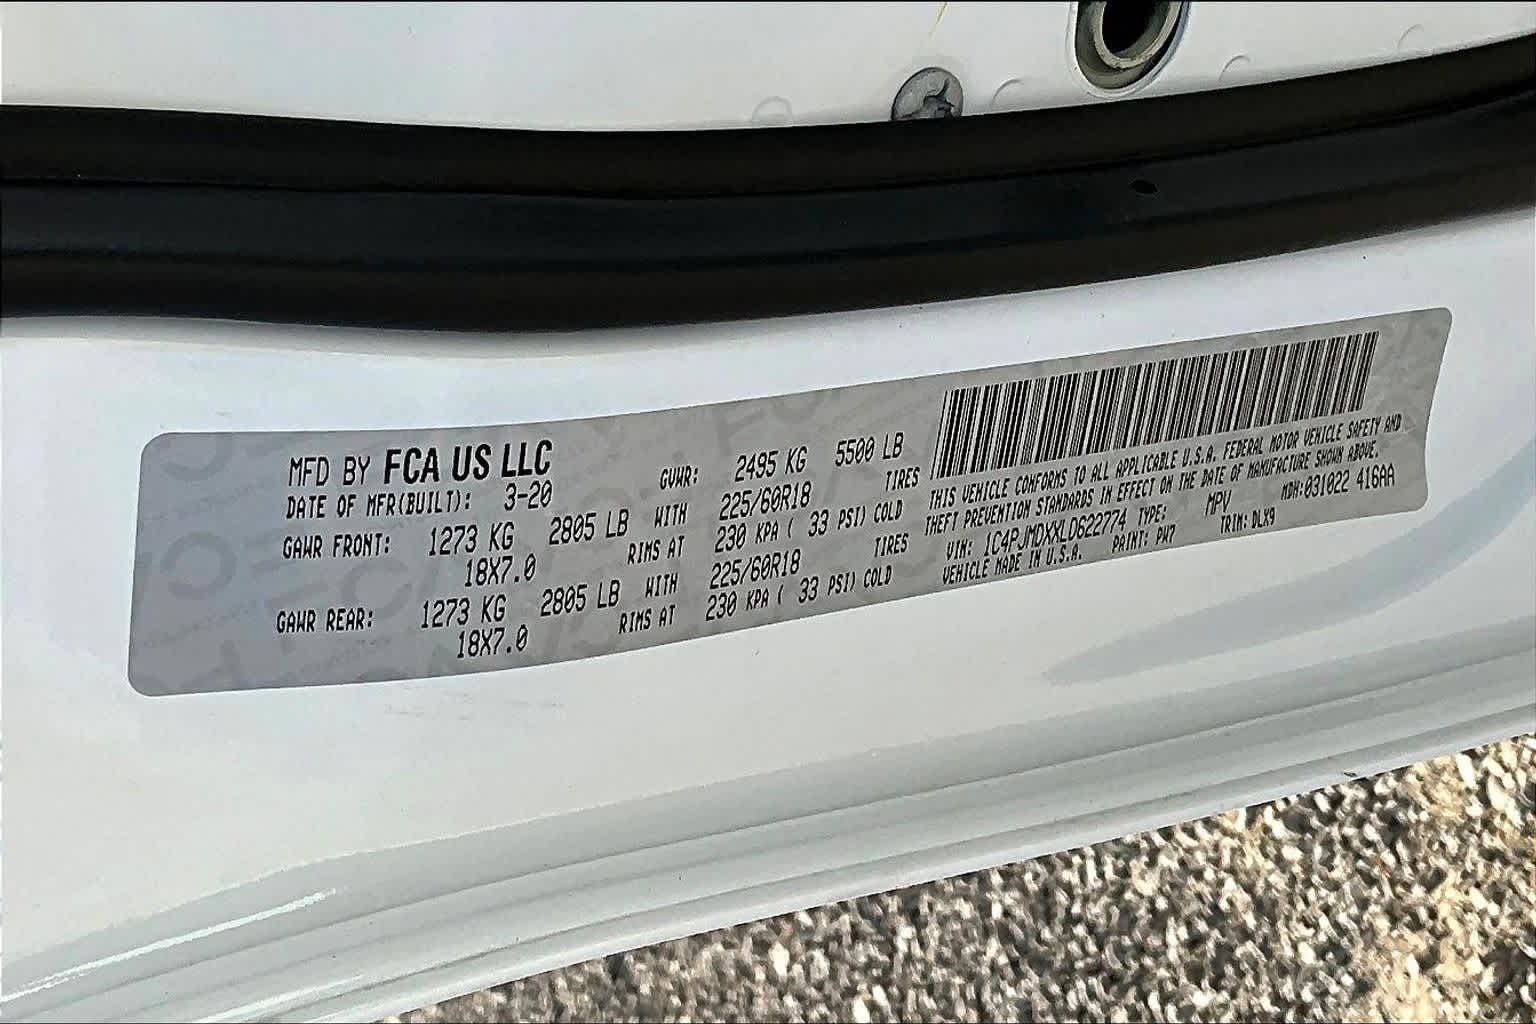 MFD BY FCA US LLC
DATE OF MFR(BUILT): 3-20
GVWR: 2495 KG 5500 LB
GAWR FRONT: 1273 KG 2805 LB WITH 225/60R18 TIRES
18X7.0 RIMS AT 230 KPA ( 33 PSI) COLD
GAWR REAR: 1273 KG 2805 LB WITH 225/60R18 TIRES
18X7.0 RIMS AT 230 KPA ( 33 PSI) COLD
THIS VEHICLE CONFORMS TO ALL APPLICABLE U.S.A. FEDERAL MOTOR VEHICLE SAFETY AND
THEFT PREVENTION STANDARDS IN EFFECT ON THE DATE OF MANUFACTURE SHOWN ABOVE.
VIN: 1C4PJMDXXLD622774 TYPE: MPV MDH:031022 416AA
VEHICLE MADE IN U.S.A. PAINT: PW7 TRIM: DLX9